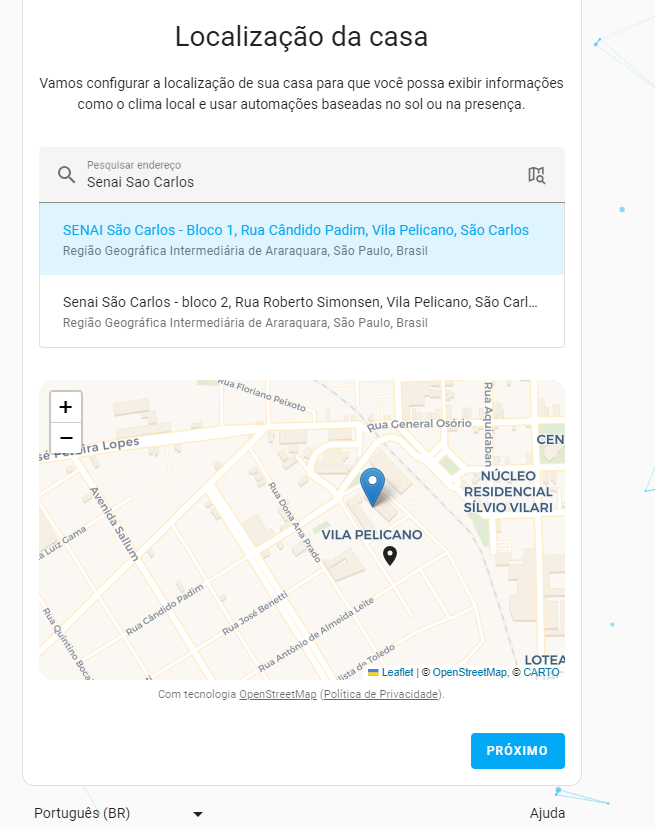 Localização da casa
Vamos configurar a localização de sua casa para que você possa exibir informações
como o clima local e usar automações baseadas no sol ou na presença.
Pesquisar endereço
Senai Sao Carlos
SENAI São Carlos - Bloco 1, Rua Cândido Padim, Vila Pelicano, São Carlos
Região Geográfica Intermediária de Araraquara, São Paulo, Brasil
Senai São Carlos - bloco 2, Rua Roberto Simonsen, Vila Pelicano, São Carl...
Região Geográfica Intermediária de Araraquara, São Paulo, Brasil
+
−
Rua Floriano Peixoto
Rua General Osório
Rua Aquidaban
CEN
sé Pereira Lopes
NÚCLEO
RESIDENCIAL
SÍLVIO VILARI
Avenida Sallum
Rua Dona Ana Prado
VILA PELICANO
a Luiz Gama
Rua Cândido Padim
Rua José Benetti
Rua Antônio de Almeida Leite
Rua Quintino Boca
lista de Toledo
LOTEA
Leaflet | © OpenStreetMap, © CARTO
Com tecnologia OpenStreetMap (Política de Privacidade).
PRÓXIMO
Português (BR)
Ajuda